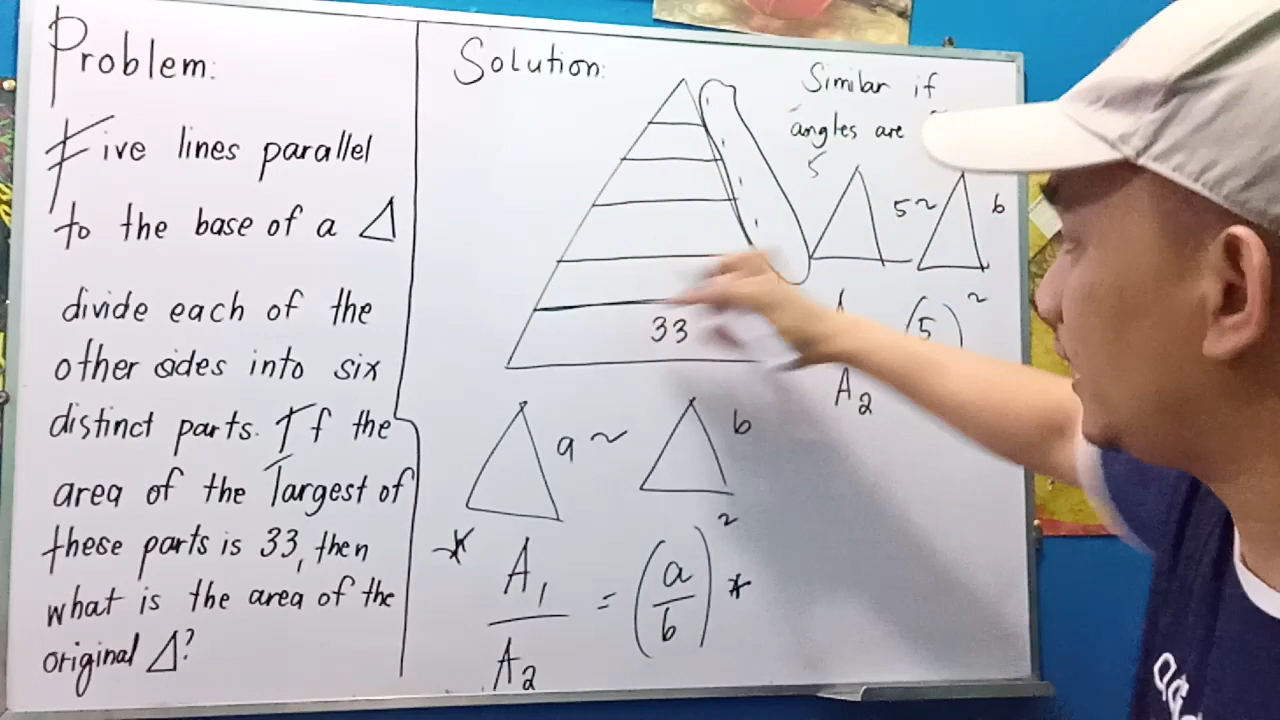 Problem:
Five lines parallel
to the base of a Δ
divide each of the
other sides into six
distinct parts. If the
area of the largest of
these parts is 33, then
what is the area of the
original Δ?
Solution:
33
a ~ b
* A1/A2 = (a/b)² *
Similar if
angles are
5
5 ~ b
A2
(5)²